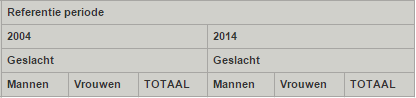 Referentie periode
2004 2014
Geslacht Geslacht
Mannen Vrouwen TOTAAL Mannen Vrouwen TOTAAL